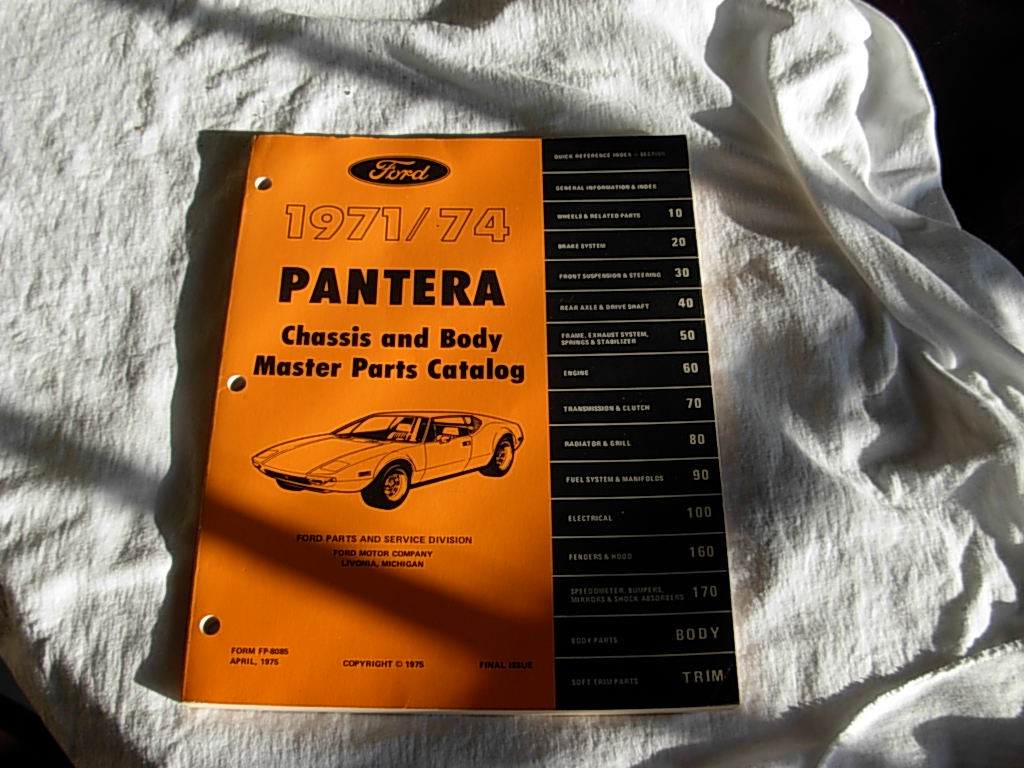 Ford
1971/74
PANTERA
Chassis and Body
Master Parts Catalog
FORD PARTS AND SERVICE DIVISION
FORD MOTOR COMPANY
LIVONIA, MICHIGAN
FORM FP-8085
APRIL, 1975
COPYRIGHT © 1975
FINAL ISSUE
QUICK REFERENCE INDEX – SECTION
GENERAL INFORMATION & INDEX
WHEELS & RELATED PARTS 10
BRAKE SYSTEM 20
FRONT SUSPENSION & STEERING 30
REAR AXLE & DRIVE SHAFT 40
FRAME, EXHAUST SYSTEM, 50
SPRINGS & STABILIZER
ENGINE 60
TRANSMISSION & CLUTCH 70
RADIATOR & GRILL 80
FUEL SYSTEM & MANIFOLDS 90
ELECTRICAL 100
FENDERS & HOOD 160
SPEEDOMETER, BUMPERS, 170
MIRRORS & SHOCK ABSORBERS
BODY PARTS BODY
SOFT TRIM PARTS TRIM